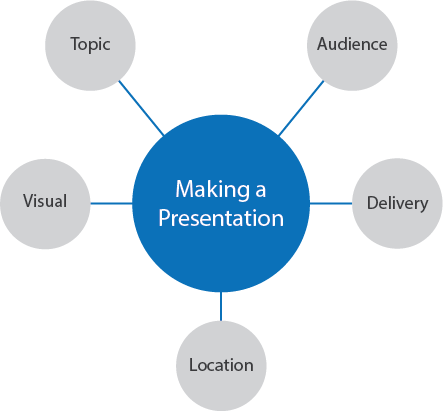 Topic
Audience
Visual
Making a
Presentation
Delivery
Location